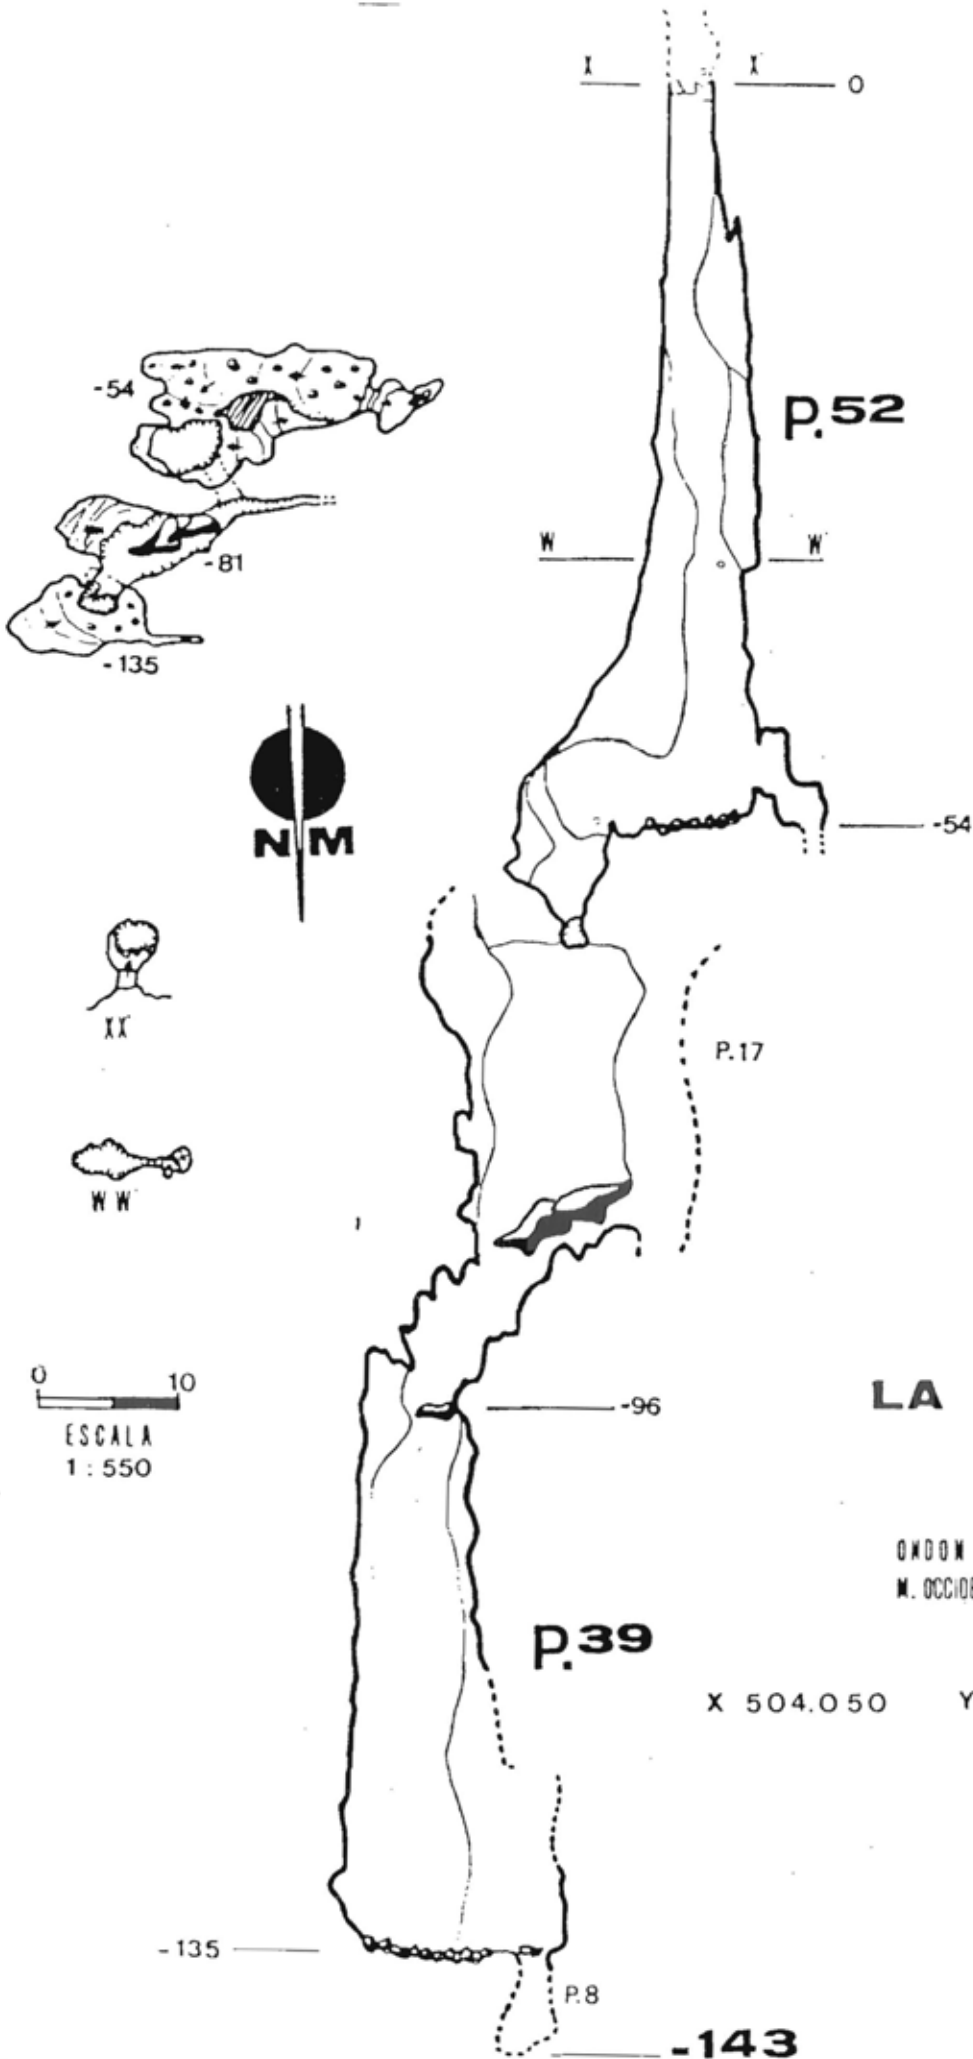 X X' 0
-54
P.52
W W'
-81
-135
-54
N M
XX'
P.17
W W'
0 10
ESCALA
1:550
-96
LA
ONDON
M. OCCIDE
P.39
X 504.050 Y
-135
P.8
-143